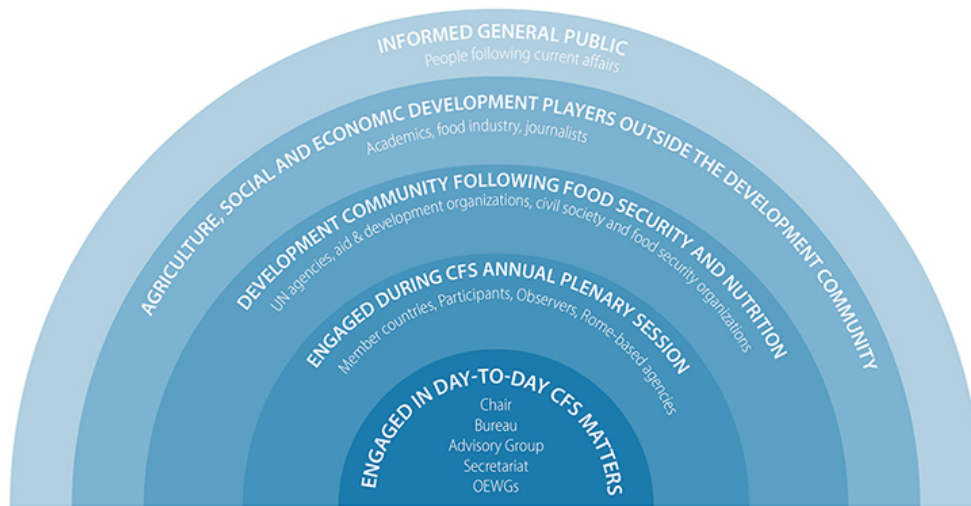 INFORMED GENERAL PUBLIC
People following current affairs
AGRICULTURE, SOCIAL AND ECONOMIC DEVELOPMENT PLAYERS OUTSIDE THE DEVELOPMENT COMMUNITY
Academics, food industry, journalists
DEVELOPMENT COMMUNITY FOLLOWING FOOD SECURITY AND NUTRITION
UN agencies, aid & development organizations, civil society and food security organizations
ENGAGED DURING CFS ANNUAL PLENARY SESSION
Member countries, Participants, Observers, Rome-based agencies
ENGAGED IN DAY-TO-DAY CFS MATTERS
Chair
Bureau
Advisory Group
Secretariat
OEWGs